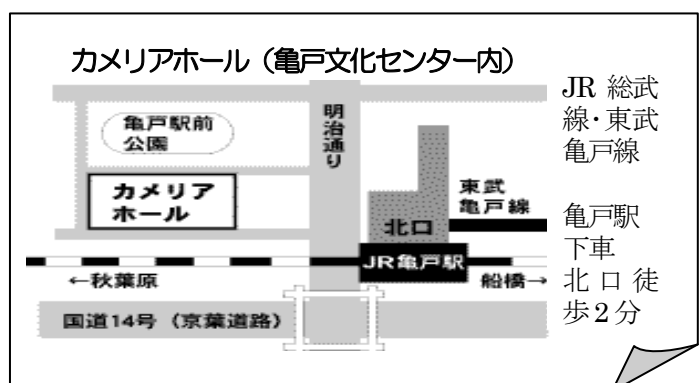 カメリアホール（亀戸文化センター内）
亀戸駅前
公園
明治通り
カメリア
ホール
北口
東武
亀戸線
JR亀戸駅
←秋葉原
船橋→
国道14号（京葉道路）
JR 総武
線・東武
亀戸線
亀戸駅
下車
北口徒
歩2分